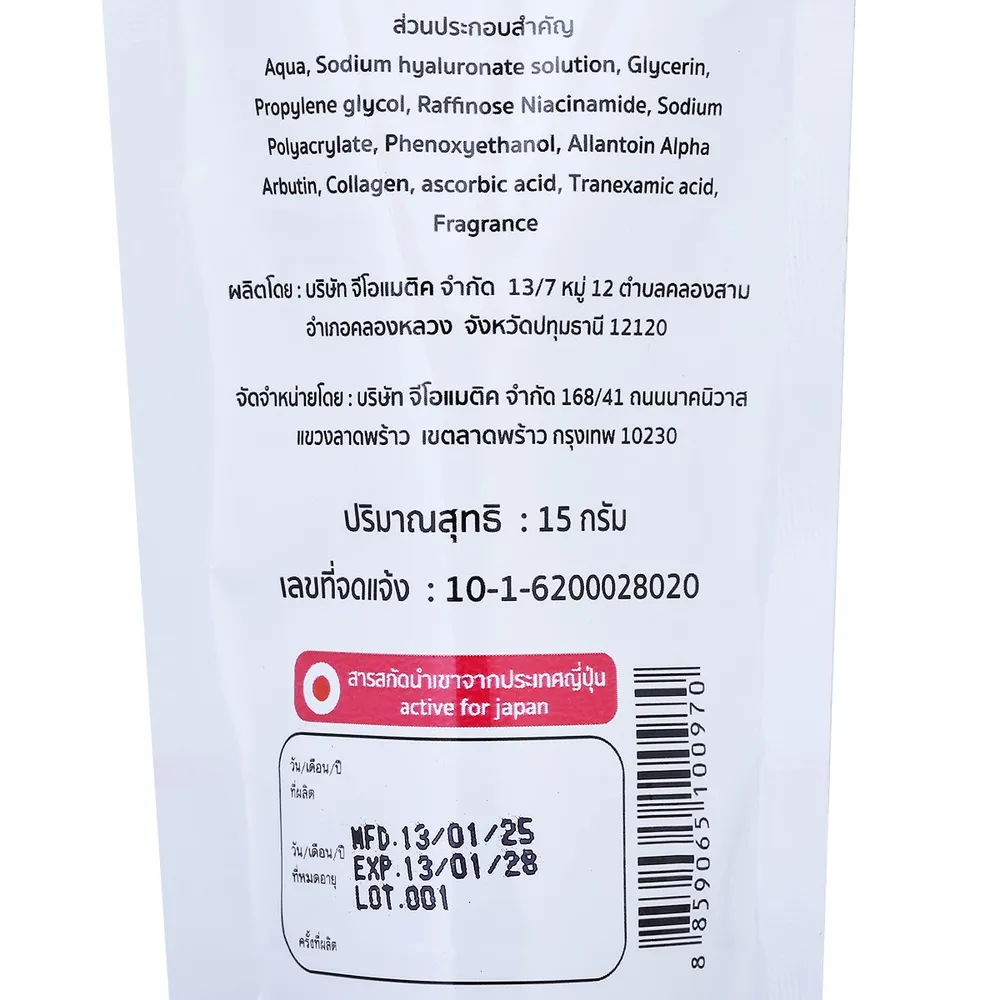 ส่วนประกอบสำคัญ
Aqua, Sodium hyaluronate solution, Glycerin,
Propylene glycol, Raffinose Niacinamide, Sodium
Polyacrylate, Phenoxyethanol, Allantoin Alpha
Arbutin, Collagen, ascorbic acid, Tranexamic acid,
Fragrance
ผลิตโดย : บริษัท จีโอแมติค จำกัด 13/7 หมู่ 12 ตำบลคลองสาม
อำเภอคลองหลวง จังหวัดปทุมธานี 12120
จัดจำหน่ายโดย : บริษัท จีโอแมติค จำกัด 168/41 ถนนนาคนิวาส
แขวงลาดพร้าว เขตลาดพร้าว กรุงเทพ 10230
ปริมาณสุทธิ : 15 กรัม
เลขที่จดแจ้ง : 10-1-6200028020
สารสกัดนำเขาจากประเทศญี่ปุ่น
active for japan
วัน/เดือน/ปี
ที่ผลิต
MFD.13/01/25
วัน/เดือน/ปี
EXP.13/01/28
ที่หมดอายุ
LOT.001
ครั้งที่ผลิต
8 859065 100970